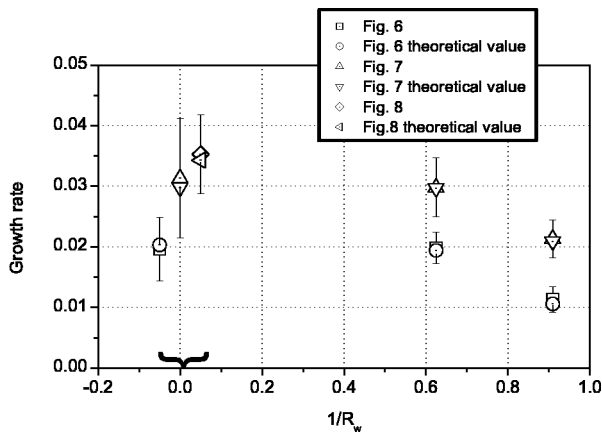 Fig. 6
Fig. 6 theoretical value
Fig. 7
Fig. 7 theoretical value
Fig. 8
Fig.8 theoretical value
0.05
0.04
0.03
0.02
0.01
0.00
Growth rate
-0.2 0.0 0.2 0.4 0.6 0.8 1.0
1/R_w